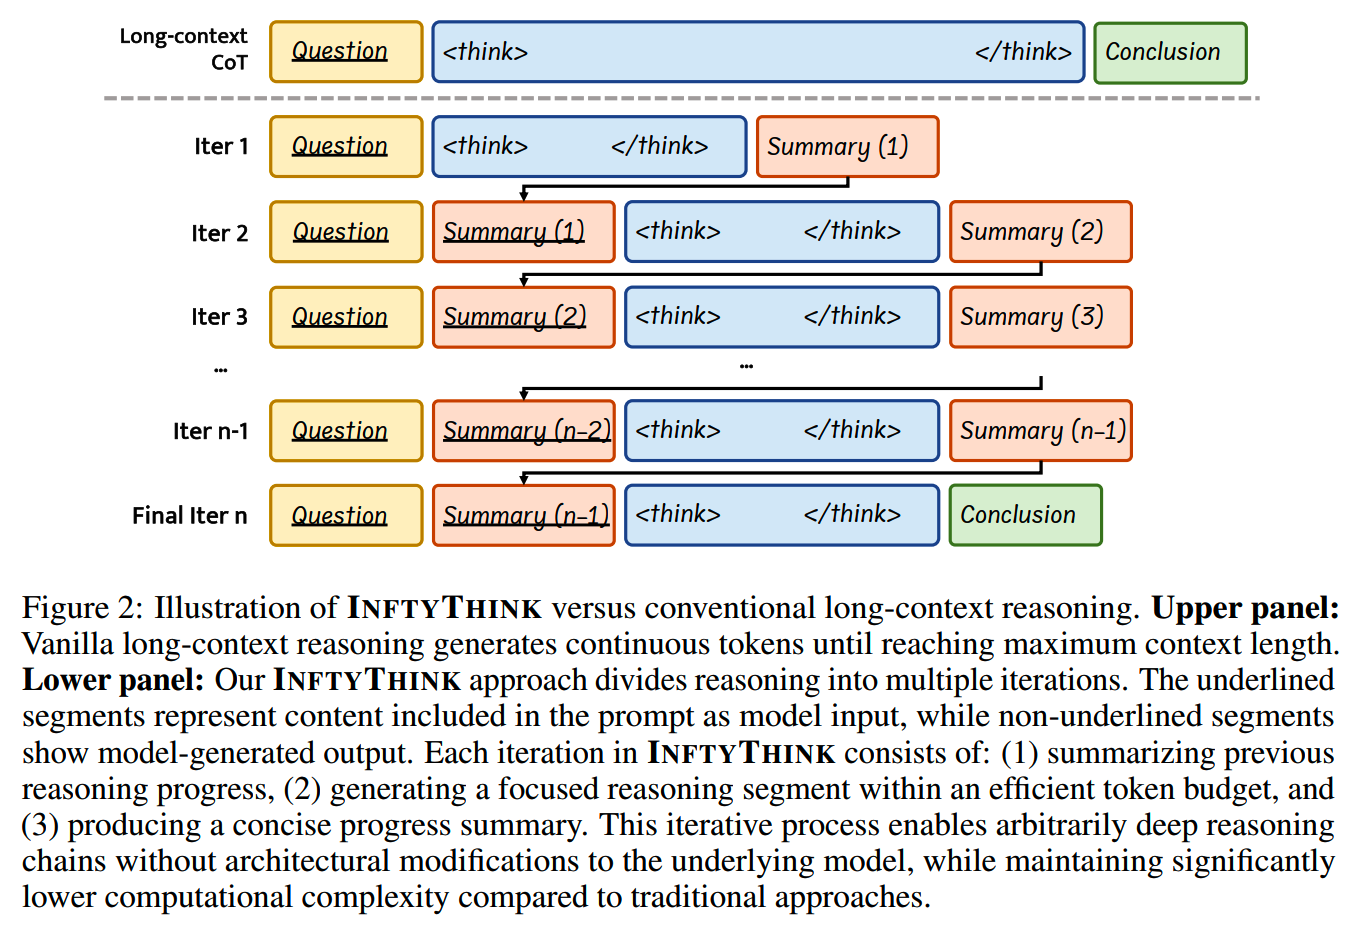 Long-context
CoT
Question
<think> </think>
Conclusion
Iter 1
Question
<think> </think>
Summary (1)
Iter 2
Question
Summary (1)
<think> </think>
Summary (2)
Iter 3
Question
Summary (2)
<think> </think>
Summary (3)
...
...
Iter n-1
Question
Summary (n-2)
<think> </think>
Summary (n-1)
Final Iter n
Question
Summary (n-1)
<think> </think>
Conclusion
Figure 2: Illustration of INFTYTHINK versus conventional long-context reasoning. Upper panel:
Vanilla long-context reasoning generates continuous tokens until reaching maximum context length.
Lower panel: Our INFTYTHINK approach divides reasoning into multiple iterations. The underlined
segments represent content included in the prompt as model input, while non-underlined segments
show model-generated output. Each iteration in INFTYTHINK consists of: (1) summarizing previous
reasoning progress, (2) generating a focused reasoning segment within an efficient token budget, and
(3) producing a concise progress summary. This iterative process enables arbitrarily deep reasoning
chains without architectural modifications to the underlying model, while maintaining significantly
lower computational complexity compared to traditional approaches.